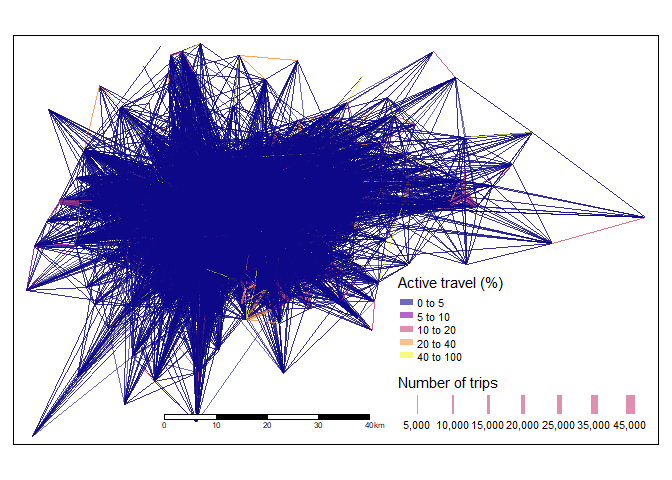 Active travel (%)
0 to 5
5 to 10
10 to 20
20 to 40
40 to 100
Number of trips
5,000 10,000 15,000 20,000 25,000 35,000 45,000
0 10 20 30 40 km